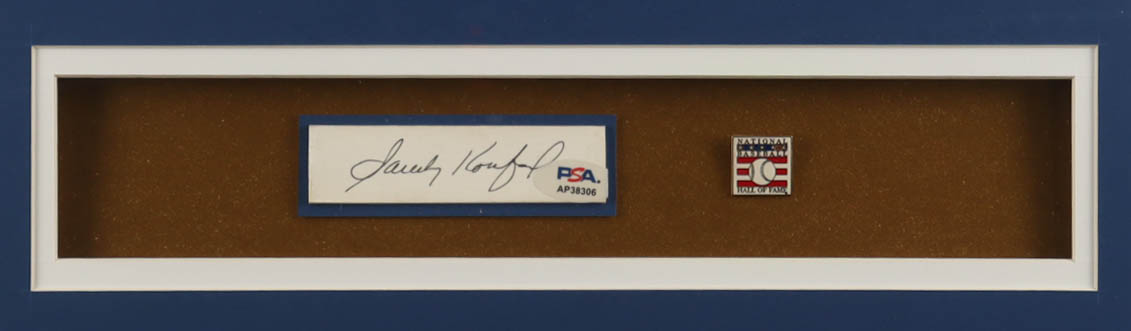 Sandy Koufax
PSA.
AP38306
NATIONAL
BASEBALL
HALL OF FAME